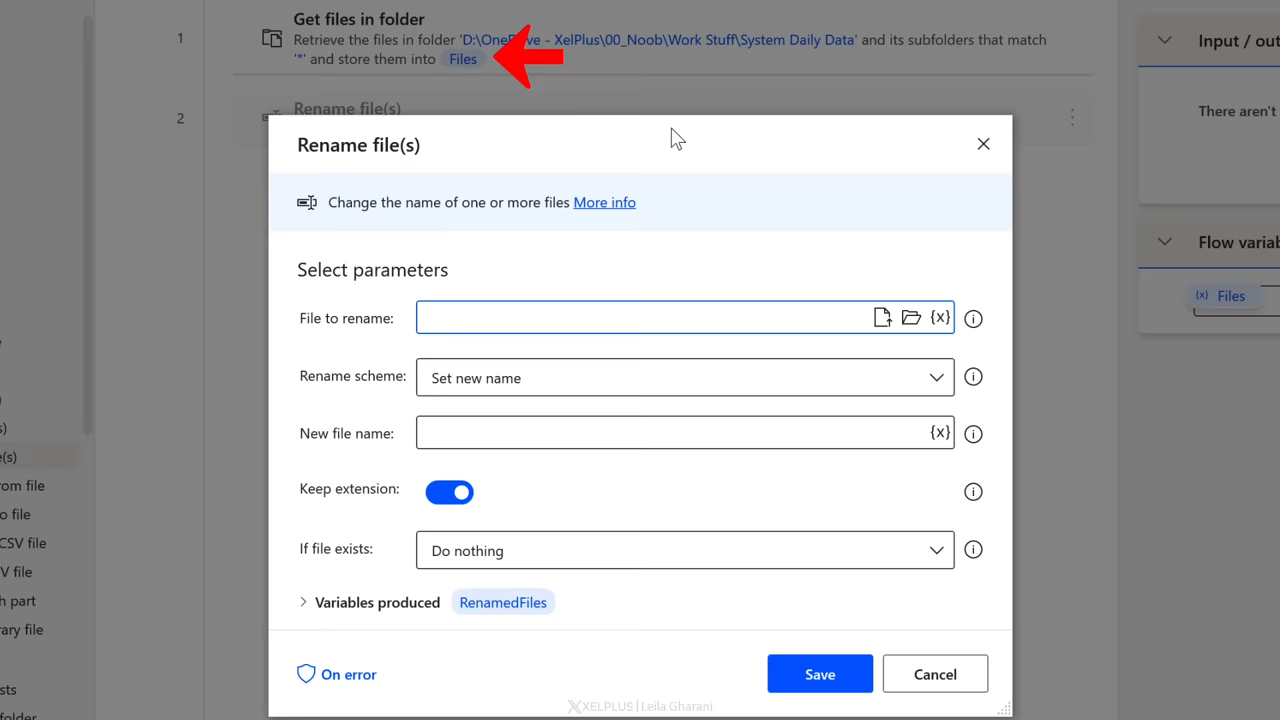 Get files in folder
1
Retrieve the files in folder 'D:\OneDrive - XelPlus\00_Noob\Work Stuff\System Daily Data' and its subfolders that match
'*' and store them into Files
2
Rename file(s)
Rename file(s)
Change the name of one or more files More info
Select parameters
File to rename:
{x}
Rename scheme:
Set new name
New file name:
{x}
Keep extension:
If file exists:
Do nothing
Variables produced
RenamedFiles
On error
Save
Cancel
XELPLUS | Leila Gharani
Input / out
There aren't
Flow variab
{x} Files
s)
e(s)
om file
o file
CSV file
V file
h part
ary file
sts
folder